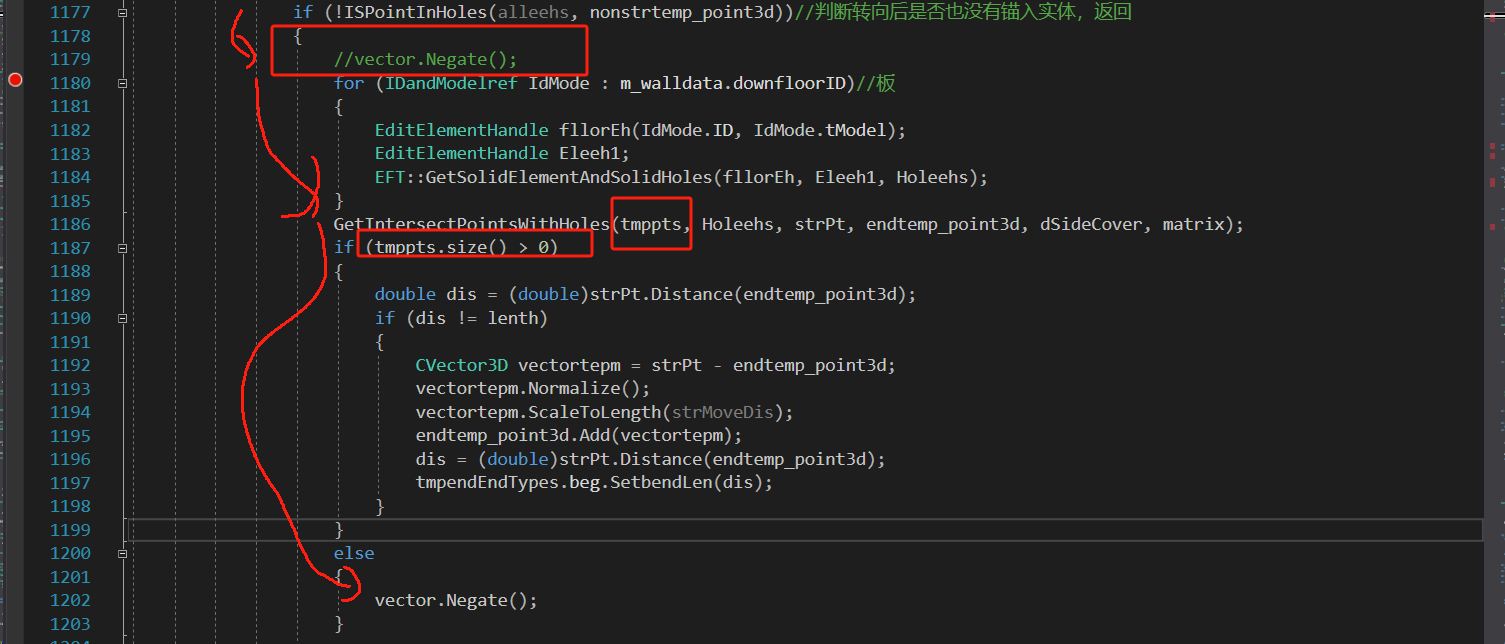 1177 if (!ISPointInHoles(alleehs, nonstrtemp_point3d))//判断转向后是否也没有锚入实体，返回
1178 {
1179 //vector.Negate();
1180 for (IDandModelref IdMode : m_walldata.downfloorID)//板
1181 {
1182 EditElementHandle fllorEh(IdMode.ID, IdMode.tModel);
1183 EditElementHandle Eleeh1;
1184 EFT::GetSolidElementAndSolidHoles(fllorEh, Eleeh1, Holeehs);
1185 }
1186 GetIntersectPointsWithHoles(tmppts, Holeehs, strPt, endtemp_point3d, dSideCover, matrix);
1187 if (tmppts.size() > 0)
1188 {
1189 double dis = (double)strPt.Distance(endtemp_point3d);
1190 if (dis != lenth)
1191 {
1192 CVector3D vectortepm = strPt - endtemp_point3d;
1193 vectortepm.Normalize();
1194 vectortepm.ScaleToLength(strMoveDis);
1195 endtemp_point3d.Add(vectortepm);
1196 dis = (double)strPt.Distance(endtemp_point3d);
1197 tmpendEndTypes.beg.SetbendLen(dis);
1198 }
1199 }
1200 else
1201 {
1202 vector.Negate();
1203 }